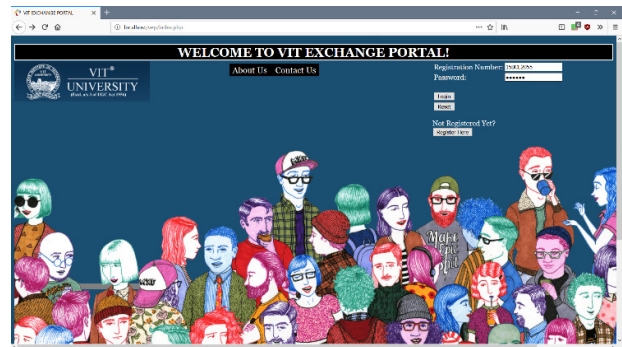 VIT EXCHANGE PORTAL
WELCOME TO VIT EXCHANGE PORTAL!
VIT®
UNIVERSITY
About Us Contact Us
Registration Number:
Password: ••••••
Login
Reset
Not Registered Yet?
Register Here
Make